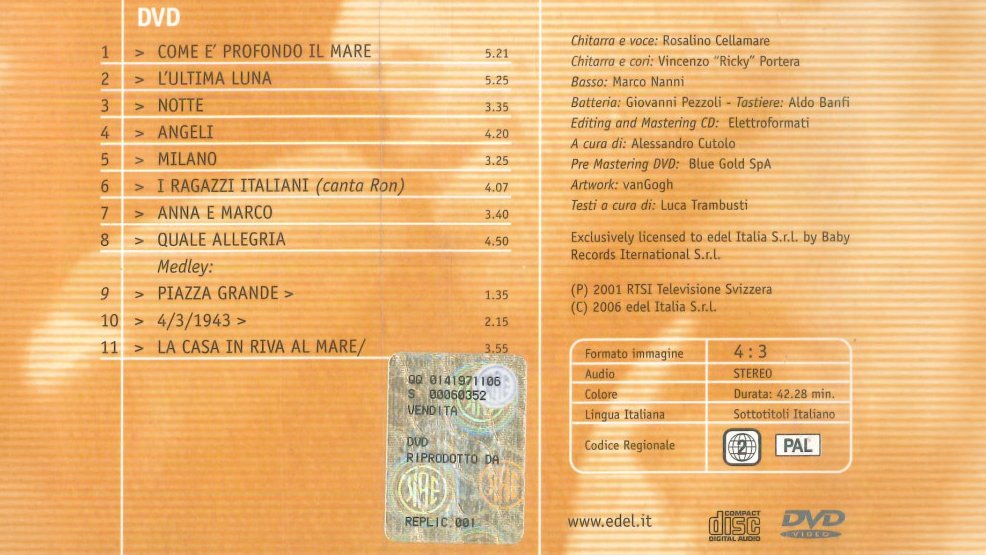 DVD
1 > COME E' PROFONDO IL MARE 5.21
2 > L'ULTIMA LUNA 5.25
3 > NOTTE 3.35
4 > ANGELI 4.20
5 > MILANO 3.25
6 > I RAGAZZI ITALIANI (canta Ron) 4.07
7 > ANNA E MARCO 3.40
8 > QUALE ALLEGRIA 4.50
Medley:
9 > PIAZZA GRANDE > 1.35
10 > 4/3/1943 > 2.15
11 > LA CASA IN RIVA AL MARE/ 3.55
QQ 0141971106
S 00060352
VENDITA
DVD
RIPRODOTTO DA
SIAE
REPLIC.001
Chitarra e voce: Rosalino Cellamare
Chitarra e cori: Vincenzo "Ricky" Portera
Basso: Marco Nanni
Batteria: Giovanni Pezzoli - Tastiere: Aldo Banfi
Editing and Mastering CD: Elettroformati
A cura di: Alessandro Cutolo
Pre Mastering DVD: Blue Gold SpA
Artwork: vanGogh
Testi a cura di: Luca Trambusti
Exclusively licensed to edel Italia S.r.l. by Baby
Records Iternational S.r.l.
(P) 2001 RTSI Televisione Svizzera
(C) 2006 edel Italia S.r.l.
Formato immagine 4 : 3
Audio STEREO
Colore Durata: 42.28 min.
Lingua Italiana Sottotitoli Italiano
Codice Regionale 2 PAL
www.edel.it
COMPACT
disc
DIGITAL AUDIO
DVD
VIDEO